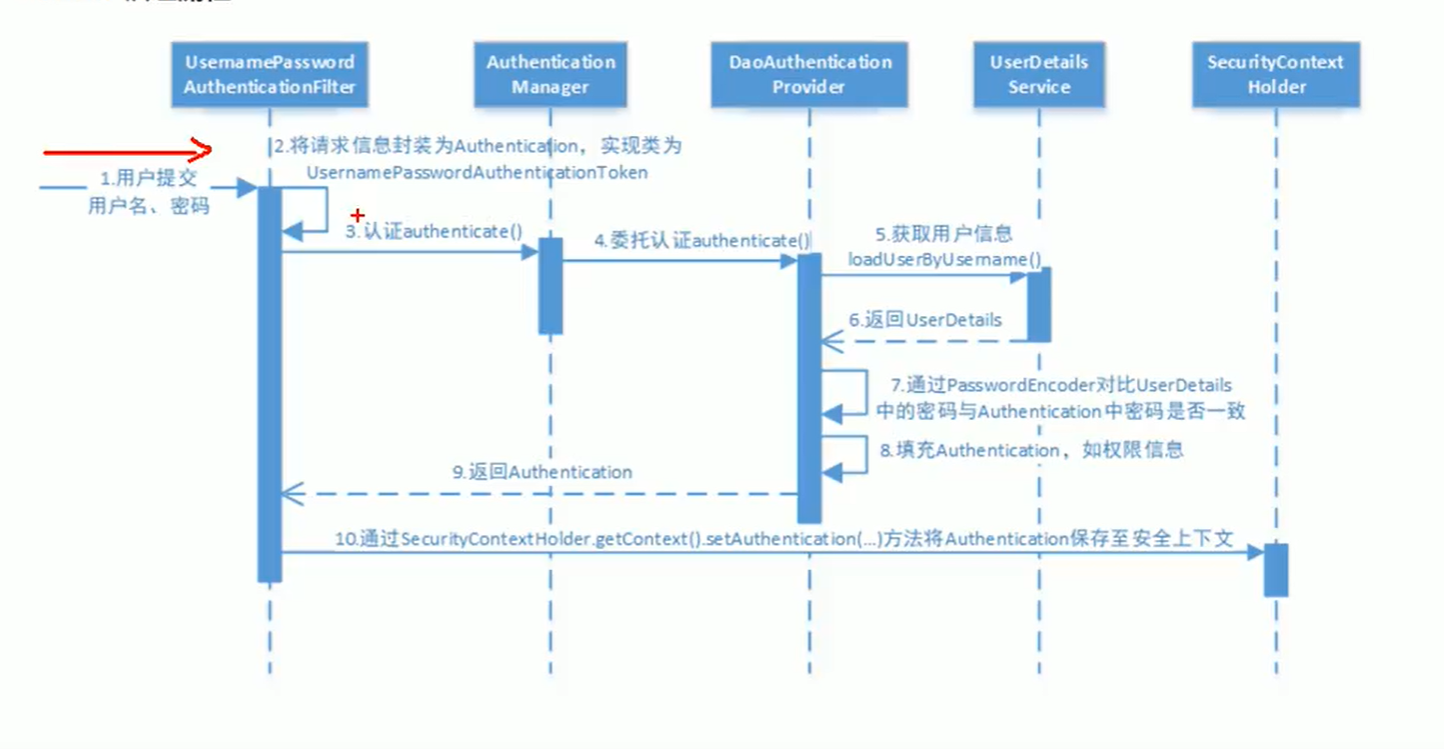 UsernamePassword
AuthenticationFilter
Authentication
Manager
DaoAuthentication
Provider
UserDetails
Service
SecurityContext
Holder
2.将请求信息封装为Authentication，实现类为
UsernamePasswordAuthenticationToken
1.用户提交
用户名、密码
3.认证authenticate()
4.委托认证authenticate()
5.获取用户信息
loadUserByUsername()
6.返回UserDetails
7.通过PasswordEncoder对比UserDetails
中的密码与Authentication中密码是否一致
8.填充Authentication，如权限信息
9.返回Authentication
10.通过SecurityContextHolder.getContext().setAuthentication(...)方法将Authentication保存至安全上下文